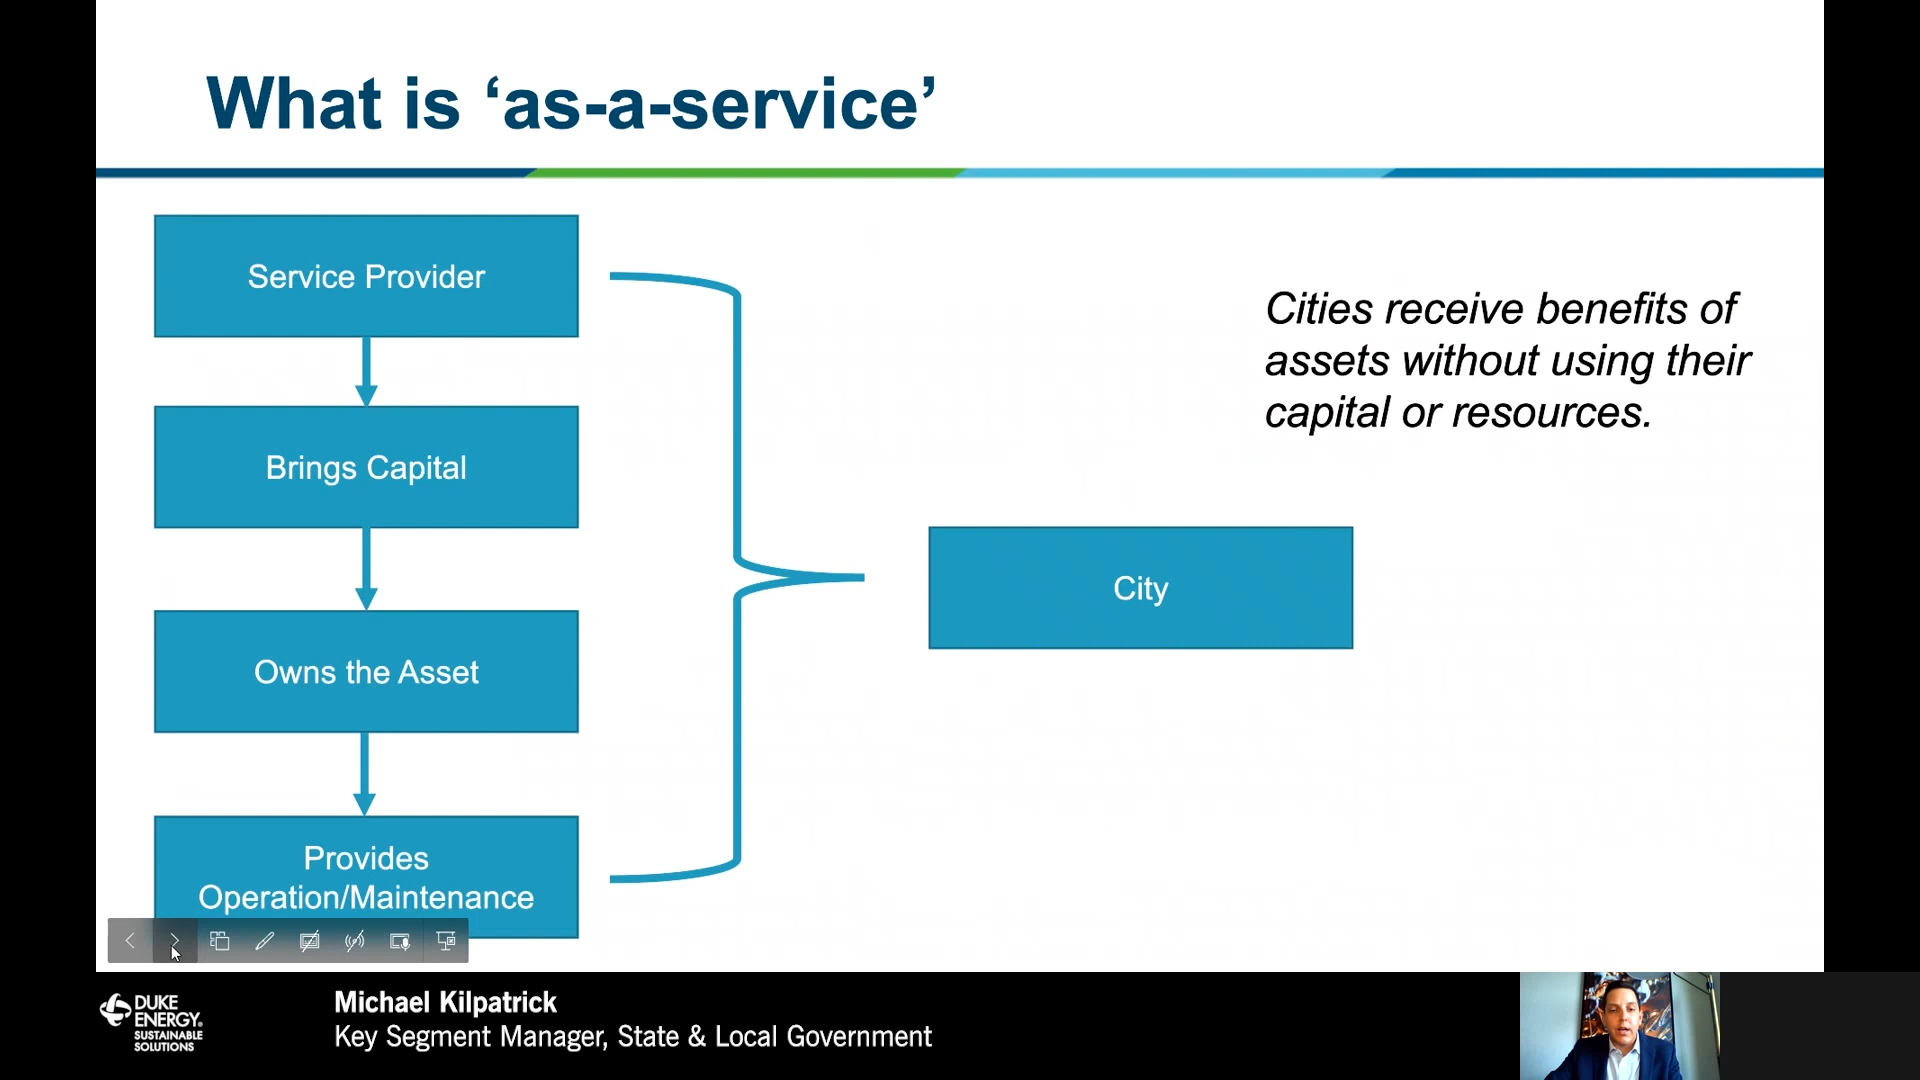 What is ‘as-a-service’
Service Provider
Brings Capital
Owns the Asset
Provides
Operation/Maintenance
City
Cities receive benefits of
assets without using their
capital or resources.
DUKE
ENERGY®
SUSTAINABLE
SOLUTIONS
Michael Kilpatrick
Key Segment Manager, State & Local Government